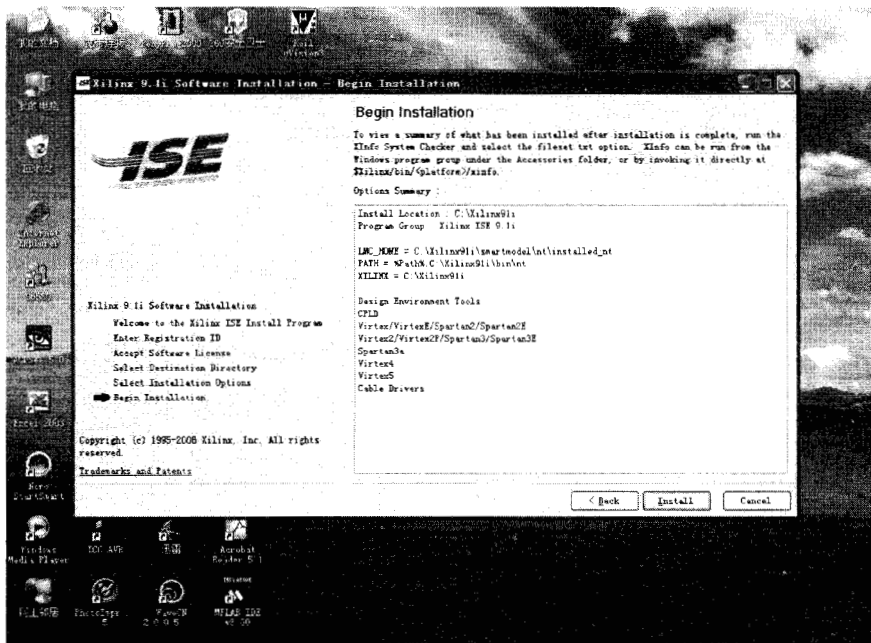 Xilinx 9.1i Software Installation - Begin Installation
ISE
Begin Installation
To view a summary of what has been installed after installation is complete, run the
XInfo System Checker and select the fileset txt option. XInfo can be run from the
Windows program group under the Accessories folder, or by invoking it directly at
$Xilinx/bin/<platform>/xinfo.
Options Summary :
Install Location : C:\Xilinx91i
Program Group : Xilinx ISE 9.1i
LMC_HOME = C:\Xilinx91i\smartmodel\nt\installed_nt
PATH = %Path%;C:\Xilinx91i\bin\nt
XILINX = C:\Xilinx91i
Design Environment Tools
CPLD
Virtex/VirtexE/Spartan2/Spartan2E
Virtex2/Virtex2P/Spartan3/Spartan3E
Spartan3a
Virtex4
Virtex5
Cable Drivers
Xilinx 9.1i Software Installation
Welcome to the Xilinx ISE Install Program
Enter Registration ID
Accept Software License
Select Destination Directory
Select Installation Options
Begin Installation
Copyright (c) 1995-2006 Xilinx, Inc. All rights
reserved.
Trademarks and Patents
< Back
Install
Cancel
Internet
Explorer
Excel 2003
Nero
StartSmart
Windows
Media Player
Acrobat
Reader 5.1
MPLAB IDE